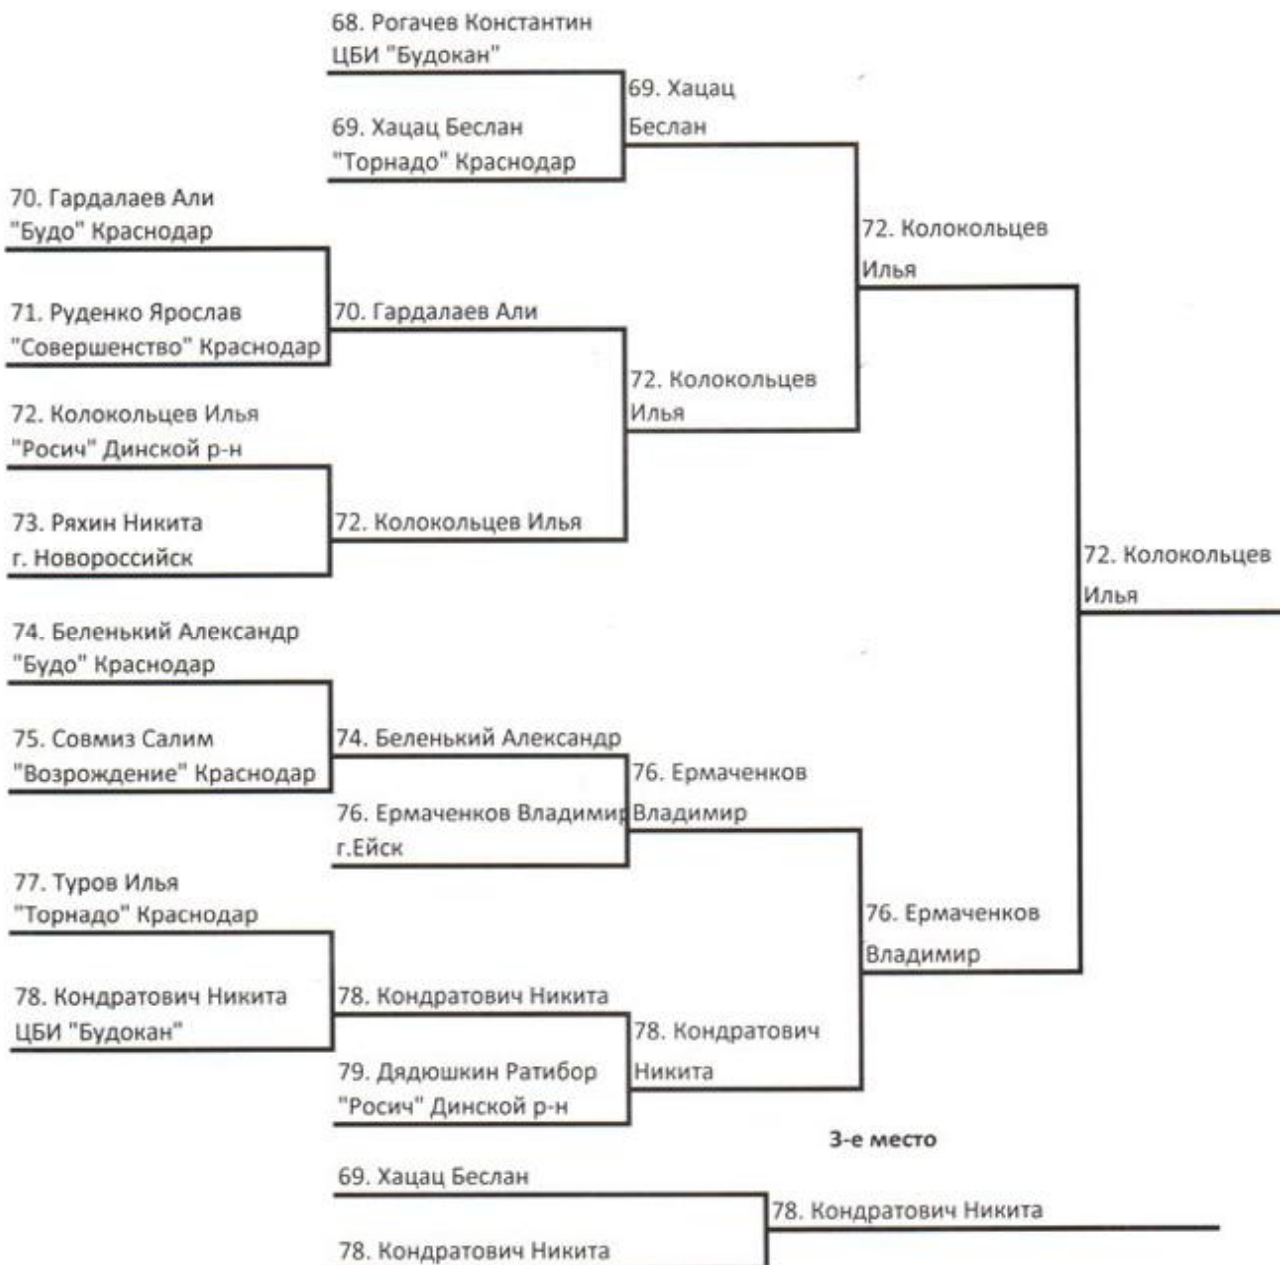 68. Рогачев Константин
ЦБИ "Будокан"
69. Хацац
Беслан
69. Хацац Беслан
"Торнадо" Краснодар
70. Гардалаев Али
"Будо" Краснодар
72. Колокольцев
Илья
71. Руденко Ярослав
"Совершенство" Краснодар
70. Гардалаев Али
72. Колокольцев
Илья
72. Колокольцев Илья
"Росич" Динской р-н
73. Ряхин Никита
г. Новороссийск
72. Колокольцев Илья
72. Колокольцев
Илья
74. Беленький Александр
"Будо" Краснодар
75. Совмиз Салим
"Возрождение" Краснодар
74. Беленький Александр
76. Ермаченков
Владимир
76. Ермаченков Владимир
г.Ейск
77. Туров Илья
"Торнадо" Краснодар
76. Ермаченков
Владимир
78. Кондратович Никита
ЦБИ "Будокан"
78. Кондратович Никита
78. Кондратович
Никита
79. Дядюшкин Ратибор
"Росич" Динской р-н
3-е место
69. Хацац Беслан
78. Кондратович Никита
78. Кондратович Никита